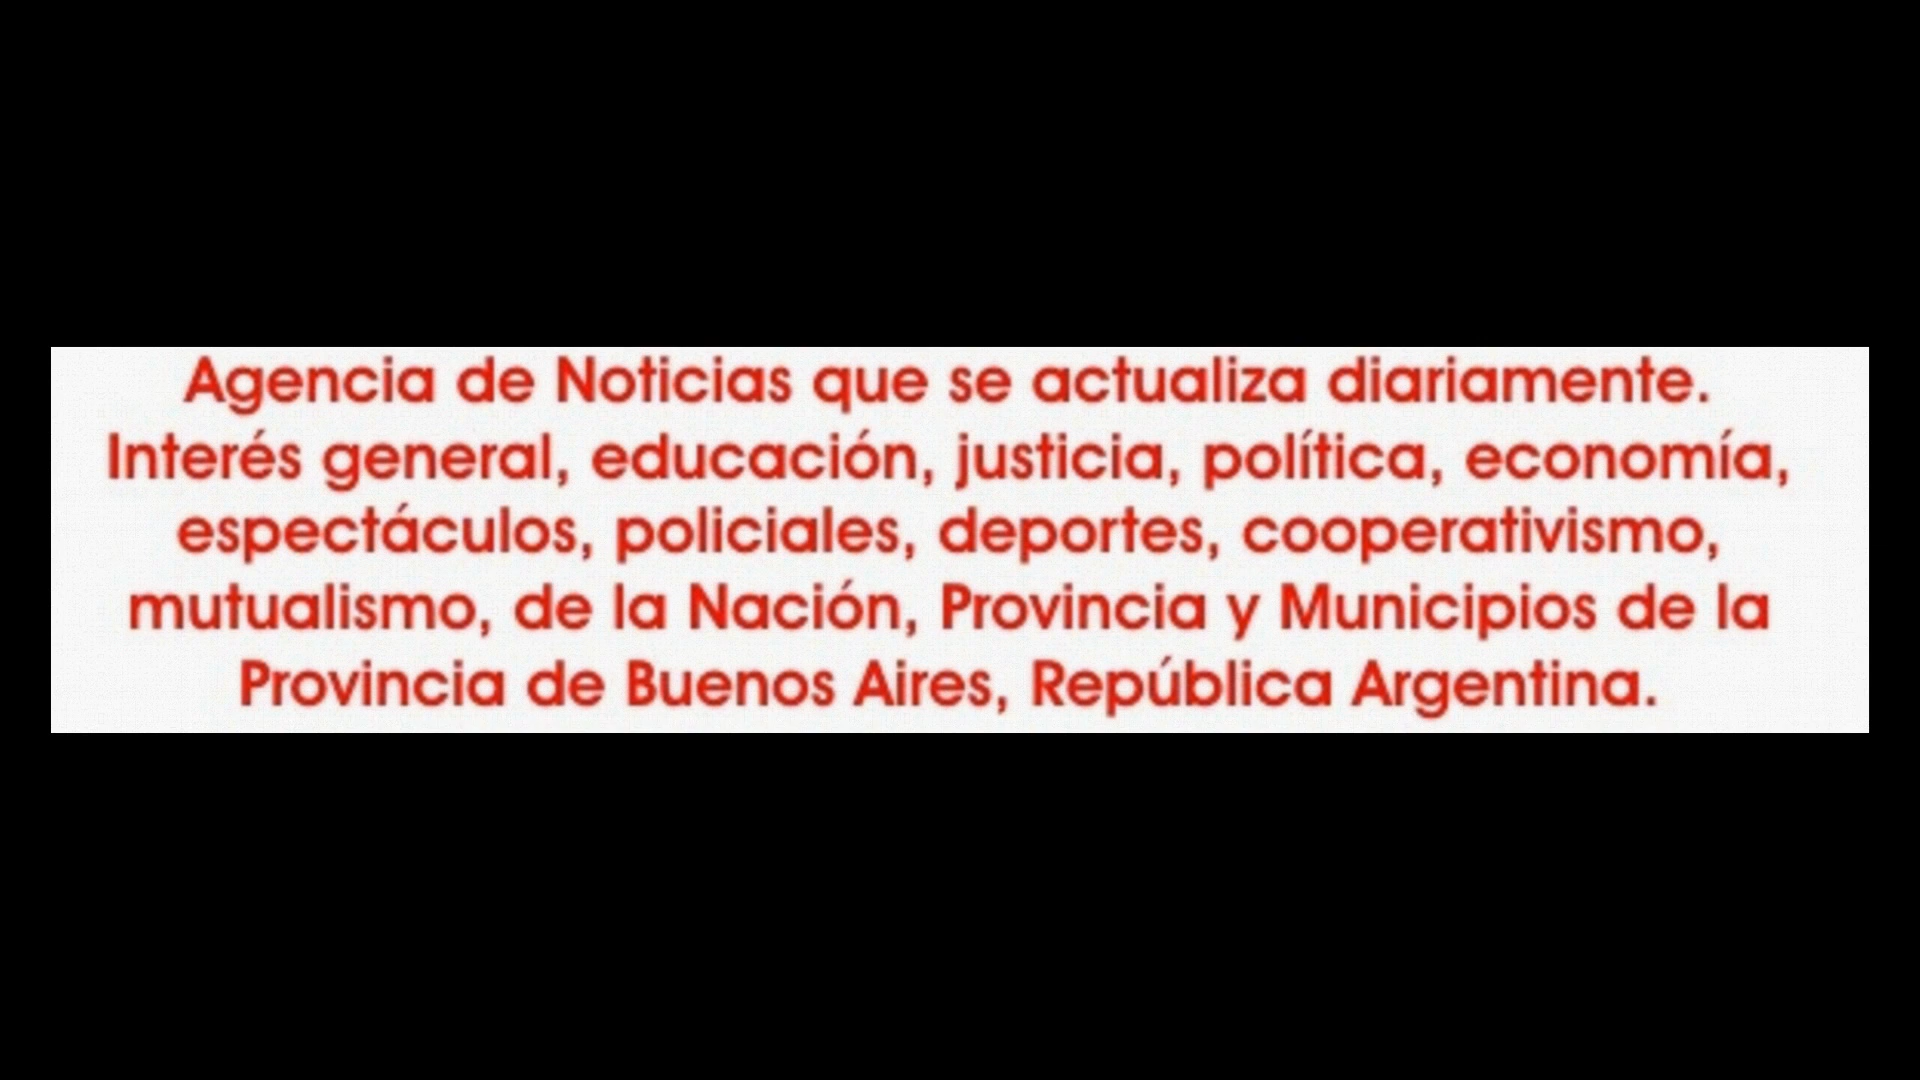 Agencia de Noticias que se actualiza diariamente.
Interés general, educación, justicia, política, economía,
espectáculos, policiales, deportes, cooperativismo,
mutualismo, de la Nación, Provincia y Municipios de la
Provincia de Buenos Aires, República Argentina.